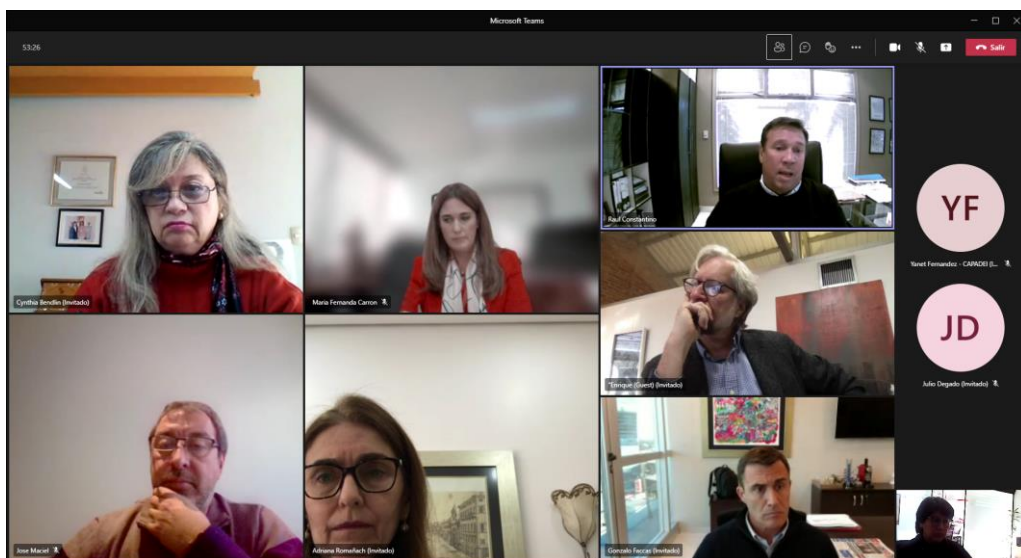 Microsoft Teams
53:26
Salir
Cynthia Bendlin (Invitado)
Maria Fernanda Carron
Raul Constantino
YF
Yanet Fernandez - CAPADEI (I...
"Enrique (Guest) (Invitado)
JD
Julio Degado (Invitado)
Jose Maciel
Adriana Romañach (Invitado)
Gonzalo Faccas (Invitado)